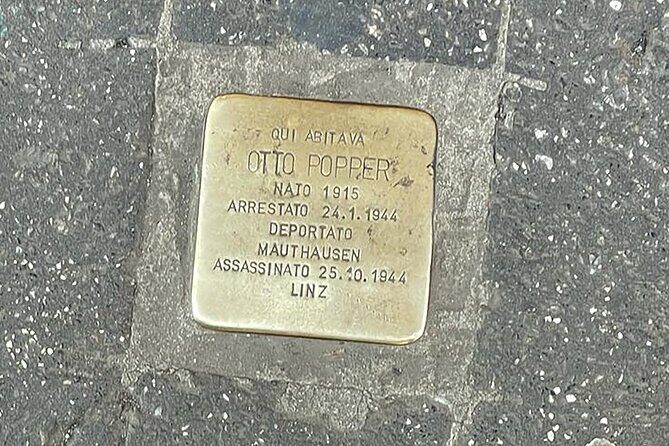 QUI ABITAVA
OTTO POPPER
NATO 1915
ARRESTATO 24.1.1944
DEPORTATO
MAUTHAUSEN
ASSASSINATO 25.10.1944
LINZ